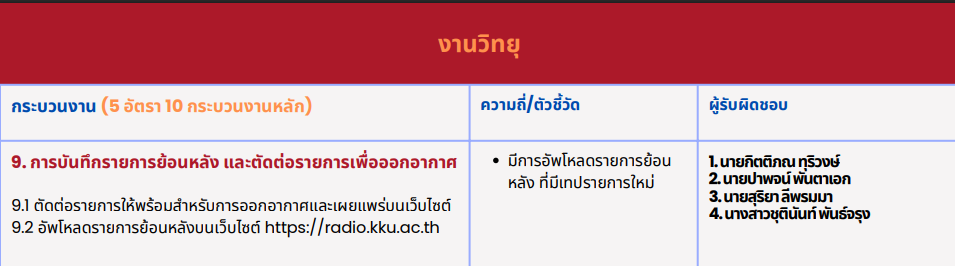 งานวิทยุ
กระบวนงาน (5 อัตรา 10 กระบวนงานหลัก)
ความถี่/ตัวชี้วัด
ผู้รับผิดชอบ
9. การบันทึกรายการย้อนหลัง และตัดต่อรายการเพื่อออกอากาศ
9.1 ตัดต่อรายการให้พร้อมสำหรับการออกอากาศและเผยแพร่บนเว็บไซต์
9.2 อัพโหลดรายการย้อนหลังบนเว็บไซต์ https://radio.kku.ac.th
• มีการอัพโหลดรายการย้อน
หลัง ที่มีเทปรายการใหม่
1. นายกิตติภณ ทุริวงษ์
2. นายปาพจน์ พันตาเอก
3. นายสุริยา ลีพรมมา
4. นางสาวชุตินันท์ พันธ์จรุง